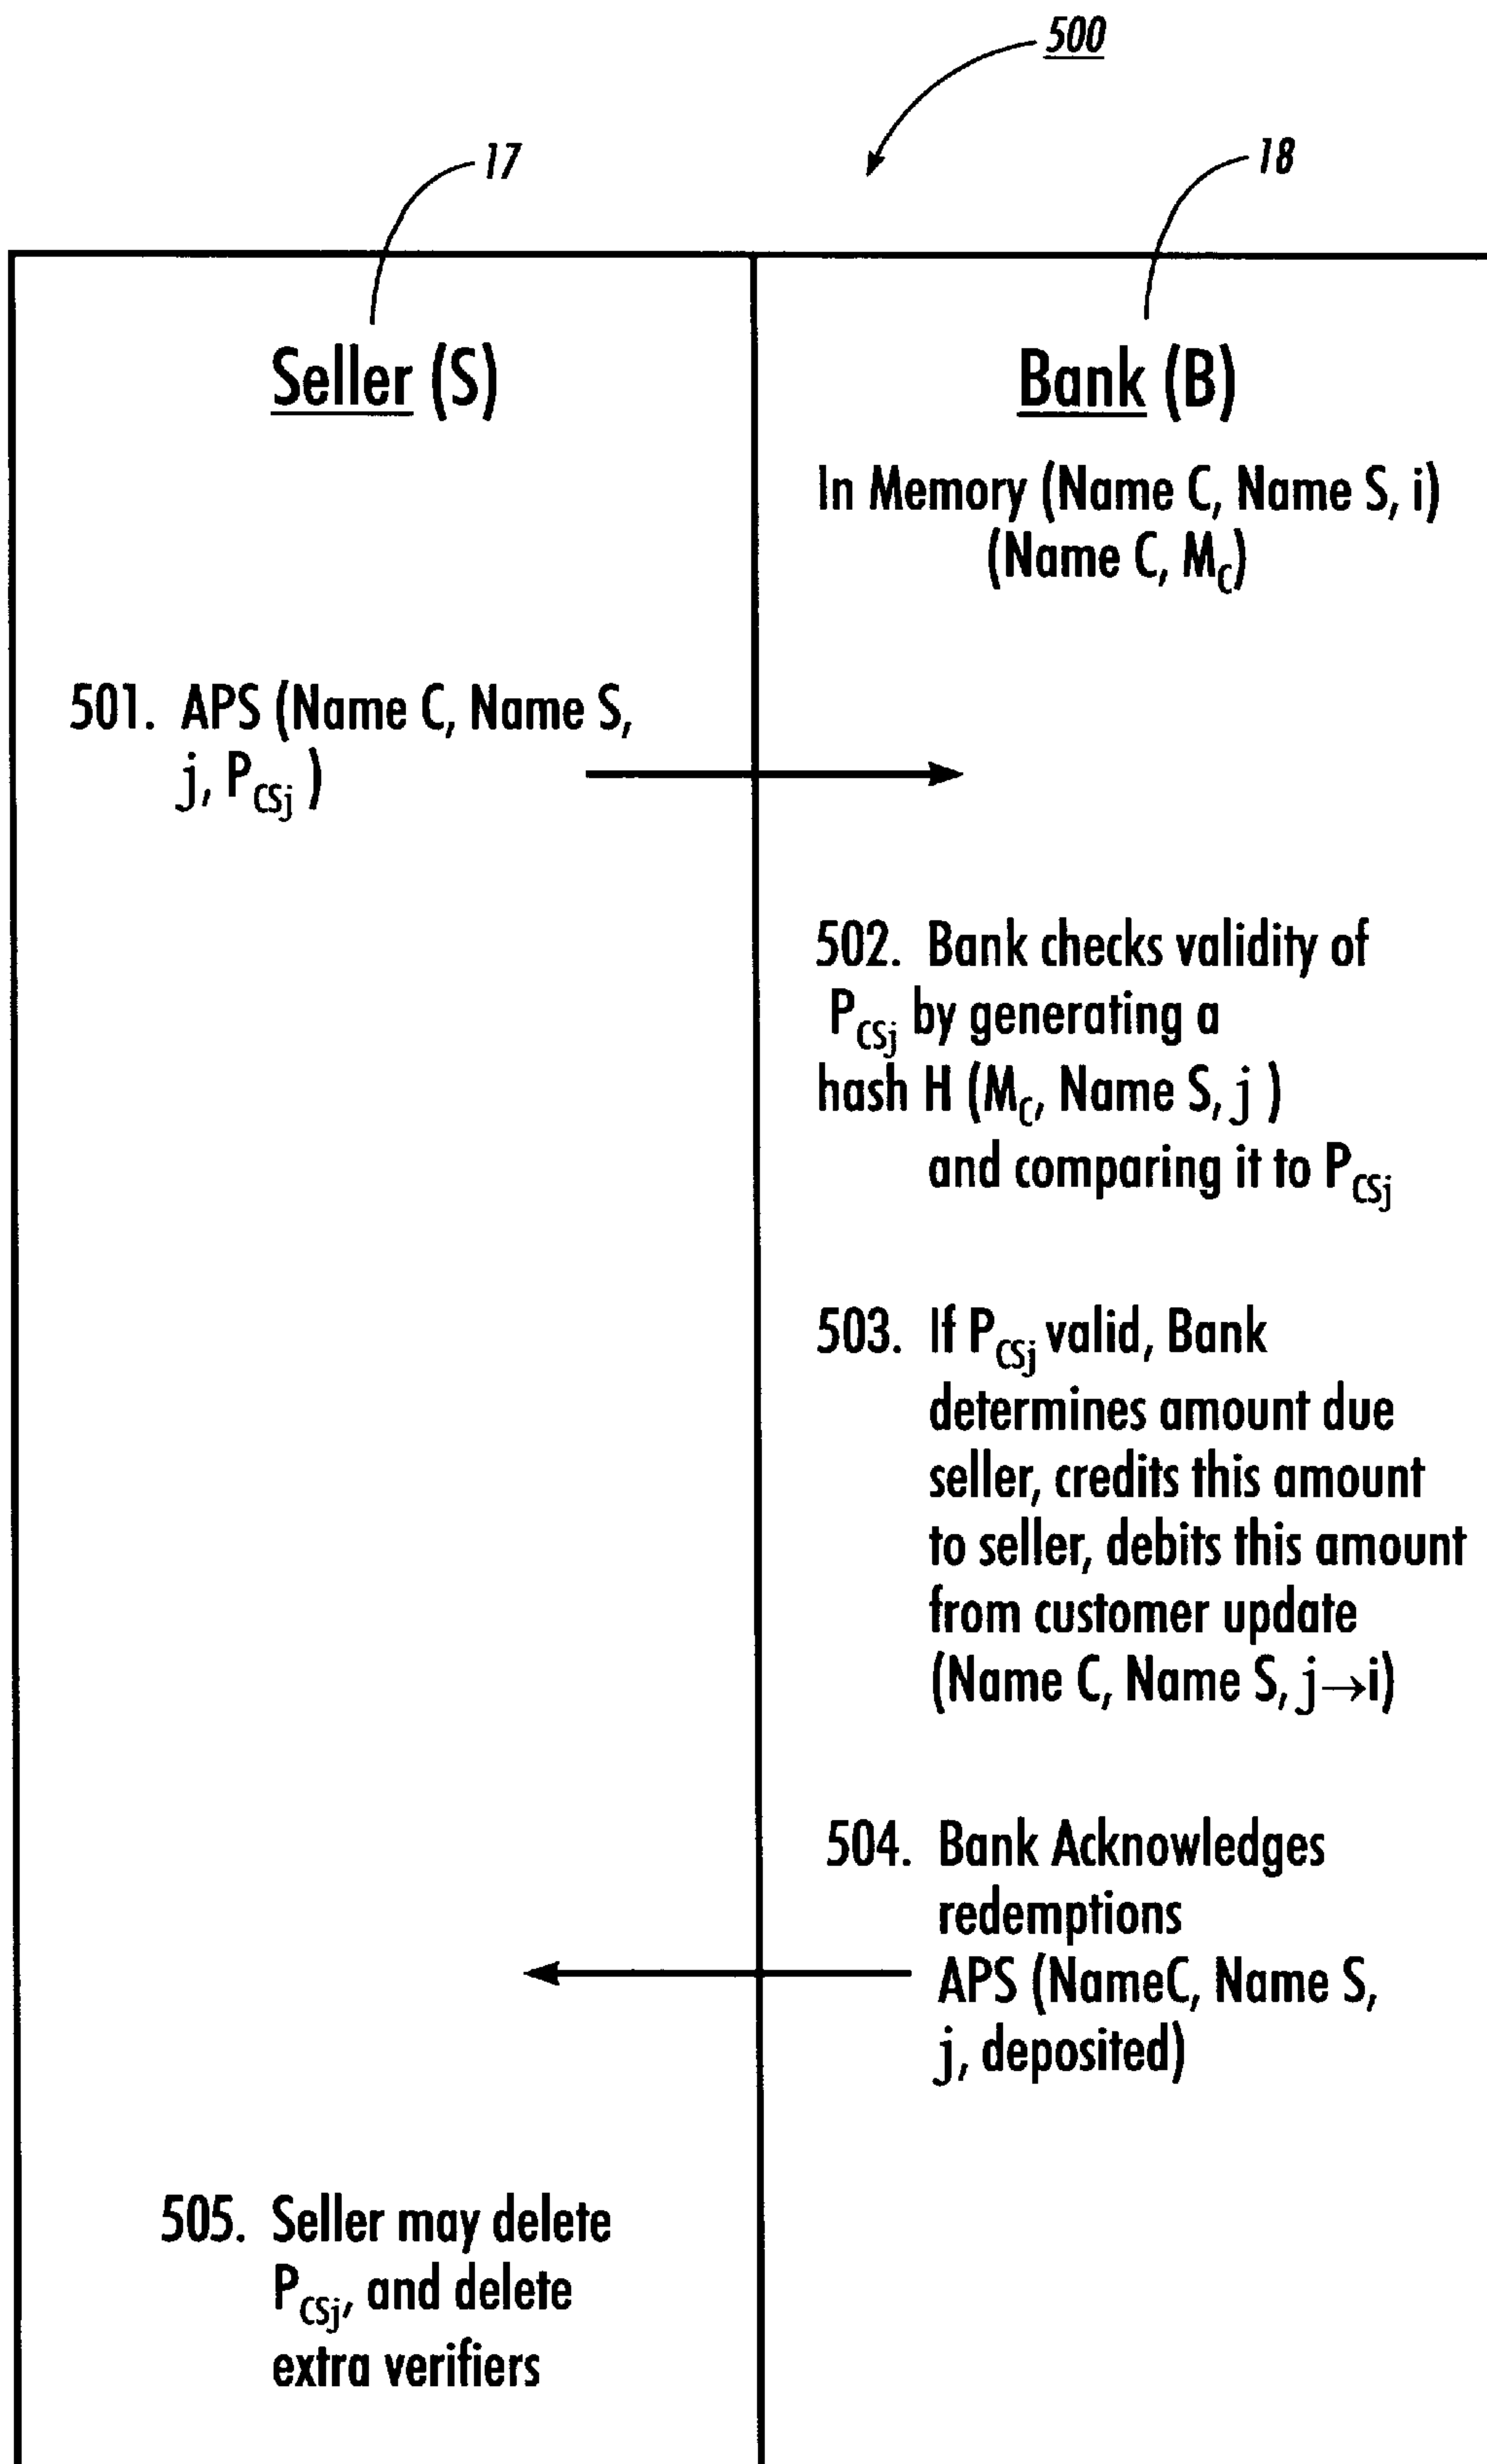 500
17
18
Seller (S)
Bank (B)
In Memory (Name C, Name S, i)
(Name C, M_C)
501. APS (Name C, Name S,
j, P_CSj )
502. Bank checks validity of
P_CSj by generating a
hash H (M_C, Name S, j )
and comparing it to P_CSj
503. If P_CSj valid, Bank
determines amount due
seller, credits this amount
to seller, debits this amount
from customer update
(Name C, Name S, j→i)
504. Bank Acknowledges
redemptions
APS (NameC, Name S,
j, deposited)
505. Seller may delete
P_CSj, and delete
extra verifiers